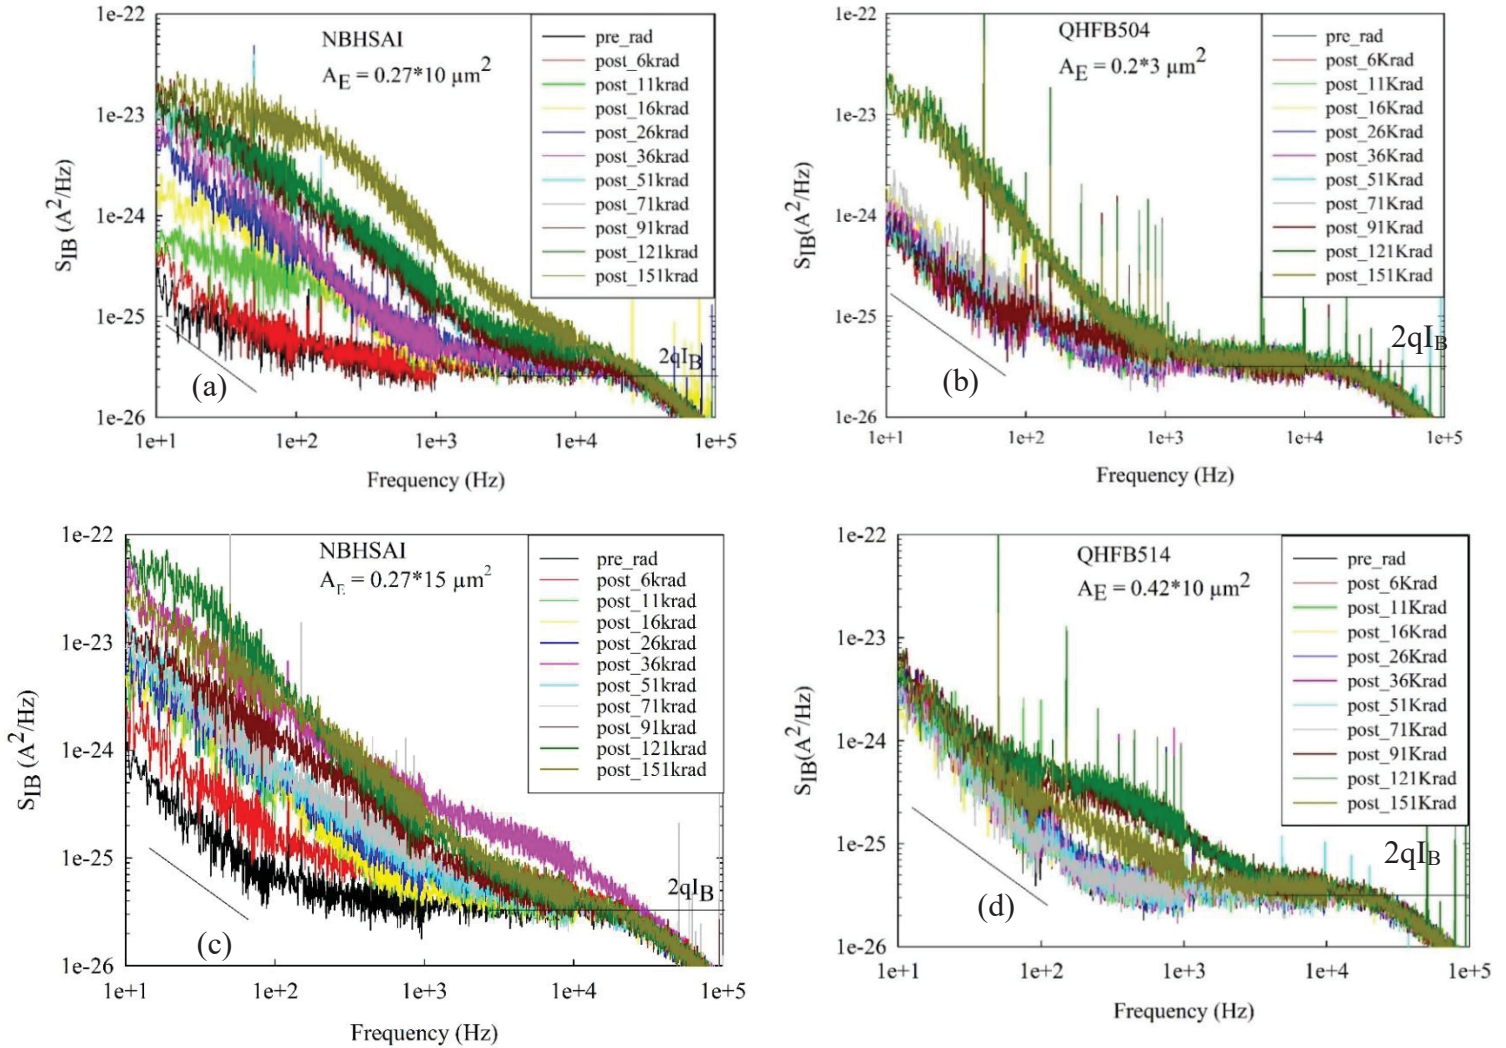 1e-22
1e-23
1e-24
1e-25
1e-26
S_IB (A^2/Hz)
NBHSAI
A_E = 0.27*10 µm^2
pre_rad
post_6krad
post_11krad
post_16krad
post_26krad
post_36krad
post_51krad
post_71krad
post_91krad
post_121krad
post_151krad
2qI_B
(a)
1e+1 1e+2 1e+3 1e+4 1e+5
Frequency (Hz)
1e-22
1e-23
1e-24
1e-25
1e-26
S_IB(A^2/Hz)
QHFB504
A_E = 0.2*3 µm^2
pre_rad
post_6Krad
post_11Krad
post_16Krad
post_26Krad
post_36Krad
post_51Krad
post_71Krad
post_91Krad
post_121Krad
post_151Krad
2qI_B
(b)
1e+1 1e+2 1e+3 1e+4 1e+5
Frequency (Hz)
1e-22
1e-23
1e-24
1e-25
1e-26
S_IB (A^2/Hz)
NBHSAI
A_E = 0.27*15 µm^2
pre_rad
post_6krad
post_11krad
post_16krad
post_26krad
post_36krad
post_51krad
post_71krad
post_91krad
post_121krad
post_151krad
2qI_B
(c)
1e+1 1e+2 1e+3 1e+4 1e+5
Frequency (Hz)
1e-22
1e-23
1e-24
1e-25
1e-26
S_IB(A^2/Hz)
QHFB514
A_E = 0.42*10 µm^2
pre_rad
post_6Krad
post_11Krad
post_16Krad
post_26Krad
post_36Krad
post_51Krad
post_71Krad
post_91Krad
post_121Krad
post_151Krad
2qI_B
(d)
1e+1 1e+2 1e+3 1e+4 1e+5
Frequency (Hz)